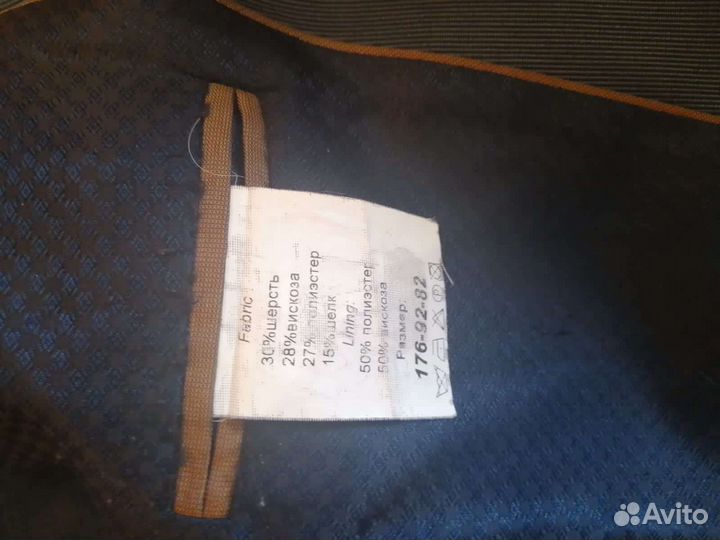 Fabric
30%шерсть
28%вискоза
27%полиэстер
15%шелк
Lining:
50% полиэстер
50% вискоза
Размер:
176-92-82
Avito